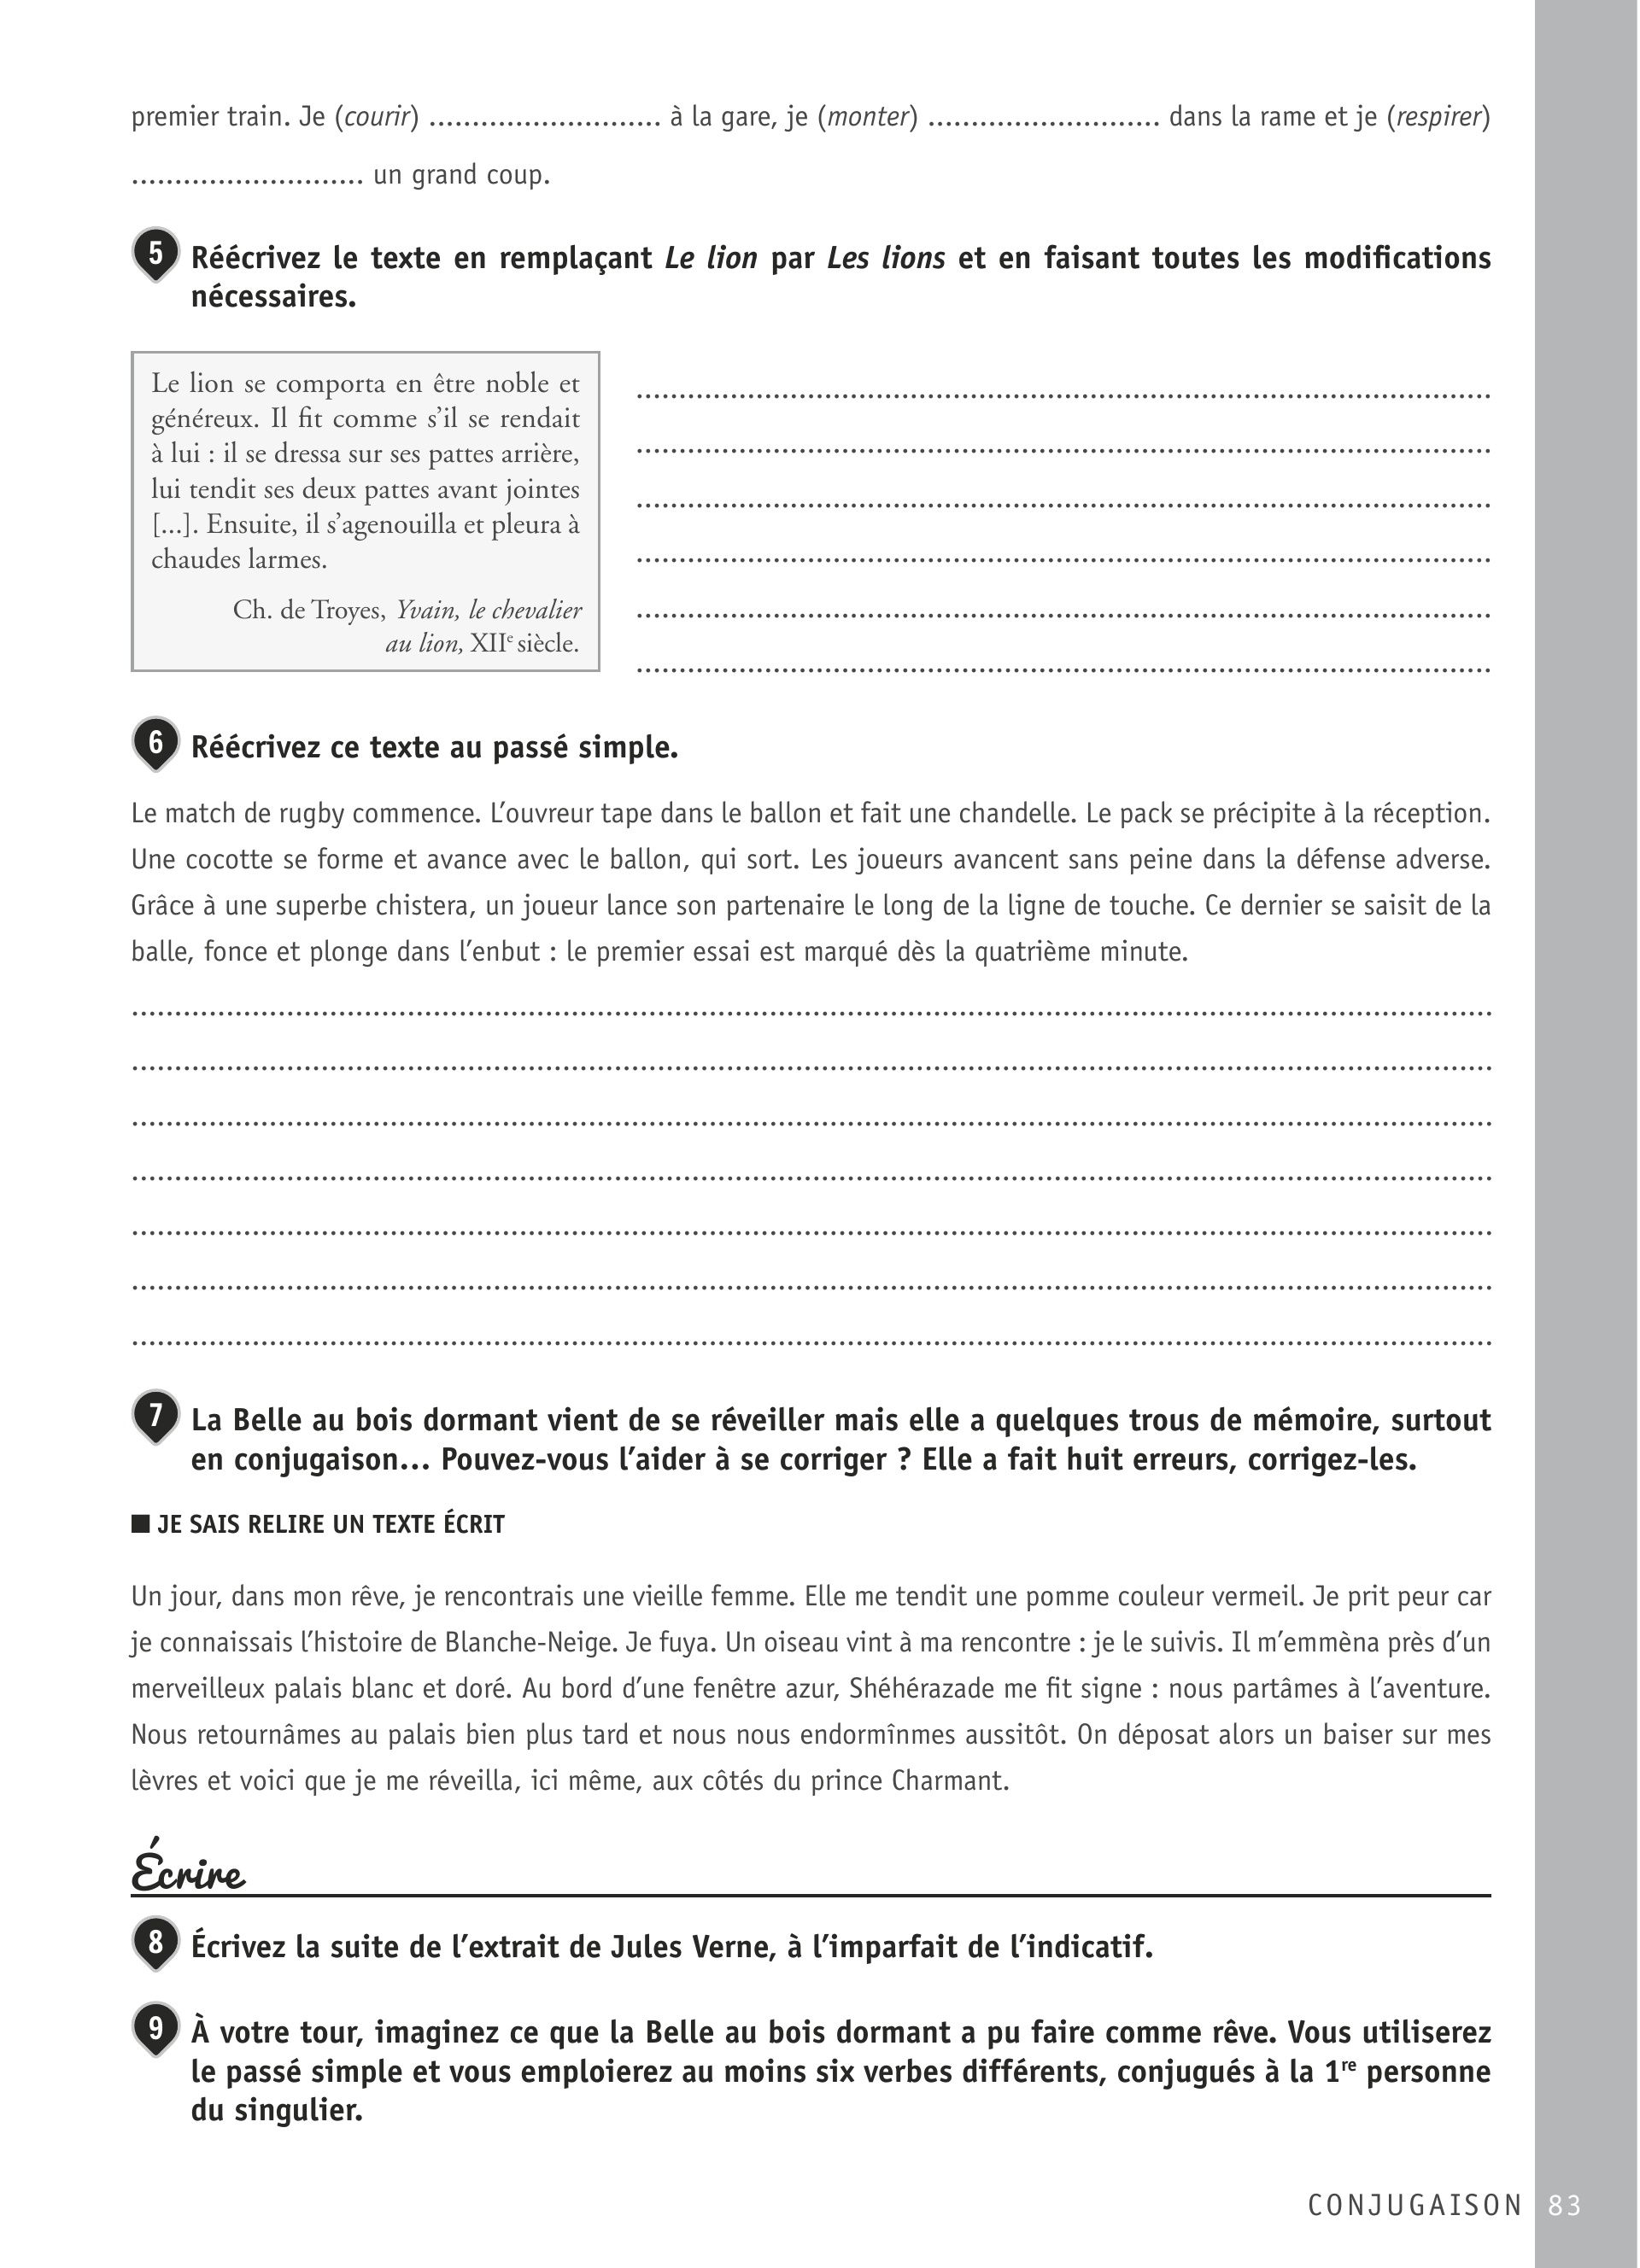 premier train. Je (courir) ........................... à la gare, je (monter) ........................... dans la rame et je (respirer)
........................... un grand coup.
5 Réécrivez le texte en remplaçant Le lion par Les lions et en faisant toutes les modifications
nécessaires.
Le lion se comporta en être noble et
généreux. Il fit comme s’il se rendait
à lui : il se dressa sur ses pattes arrière,
lui tendit ses deux pattes avant jointes
[...]. Ensuite, il s’agenouilla et pleura à
chaudes larmes.
Ch. de Troyes, Yvain, le chevalier
au lion, XIIe siècle.
6 Réécrivez ce texte au passé simple.
Le match de rugby commence. L’ouvreur tape dans le ballon et fait une chandelle. Le pack se précipite à la réception.
Une cocotte se forme et avance avec le ballon, qui sort. Les joueurs avancent sans peine dans la défense adverse.
Grâce à une superbe chistera, un joueur lance son partenaire le long de la ligne de touche. Ce dernier se saisit de la
balle, fonce et plonge dans l’enbut : le premier essai est marqué dès la quatrième minute.
7 La Belle au bois dormant vient de se réveiller mais elle a quelques trous de mémoire, surtout
en conjugaison... Pouvez-vous l’aider à se corriger ? Elle a fait huit erreurs, corrigez-les.
■ JE SAIS RELIRE UN TEXTE ÉCRIT
Un jour, dans mon rêve, je rencontrais une vieille femme. Elle me tendit une pomme couleur vermeil. Je prit peur car
je connaissais l’histoire de Blanche-Neige. Je fuya. Un oiseau vint à ma rencontre : je le suivis. Il m’emmèna près d’un
merveilleux palais blanc et doré. Au bord d’une fenêtre azur, Shéhérazade me fit signe : nous partâmes à l’aventure.
Nous retournâmes au palais bien plus tard et nous nous endormînmes aussitôt. On déposat alors un baiser sur mes
lèvres et voici que je me réveilla, ici même, aux côtés du prince Charmant.
Écrire
8 Écrivez la suite de l’extrait de Jules Verne, à l’imparfait de l’indicatif.
9 À votre tour, imaginez ce que la Belle au bois dormant a pu faire comme rêve. Vous utiliserez
le passé simple et vous emploierez au moins six verbes différents, conjugués à la 1re personne
du singulier.
CONJUGAISON 83